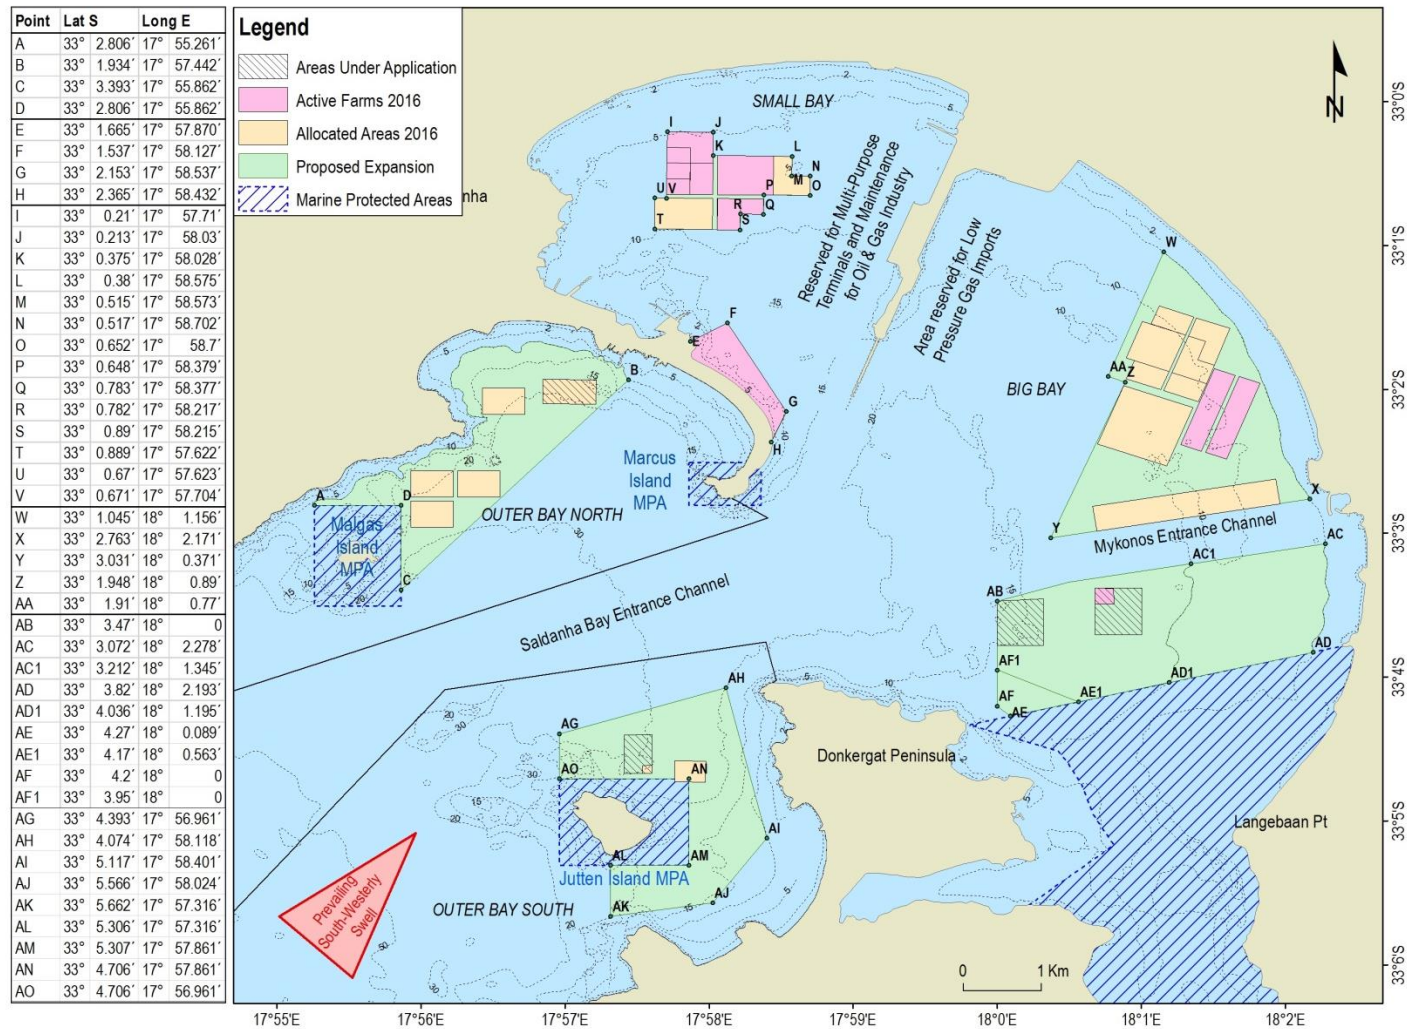 Point Lat S Long E
A 33° 2.806′ 17° 55.261′
B 33° 1.934′ 17° 57.442′
C 33° 3.393′ 17° 55.862′
D 33° 2.806′ 17° 55.862′
E 33° 1.665′ 17° 57.870′
F 33° 1.537′ 17° 58.127′
G 33° 2.153′ 17° 58.537′
H 33° 2.365′ 17° 58.432′
I 33° 0.21′ 17° 57.71′
J 33° 0.213′ 17° 58.03′
K 33° 0.375′ 17° 58.028′
L 33° 0.38′ 17° 58.575′
M 33° 0.515′ 17° 58.573′
N 33° 0.517′ 17° 58.702′
O 33° 0.652′ 17° 58.7′
P 33° 0.648′ 17° 58.379′
Q 33° 0.783′ 17° 58.377′
R 33° 0.782′ 17° 58.217′
S 33° 0.89′ 17° 58.215′
T 33° 0.889′ 17° 57.622′
U 33° 0.67′ 17° 57.623′
V 33° 0.671′ 17° 57.704′
W 33° 1.045′ 18° 1.156′
X 33° 2.763′ 18° 2.171′
Y 33° 3.031′ 18° 0.371′
Z 33° 1.948′ 18° 0.89′
AA 33° 1.91′ 18° 0.77′
AB 33° 3.47′ 18° 0
AC 33° 3.072′ 18° 2.278′
AC1 33° 3.212′ 18° 1.345′
AD 33° 3.82′ 18° 2.193′
AD1 33° 4.036′ 18° 1.195′
AE 33° 4.27′ 18° 0.089′
AE1 33° 4.17′ 18° 0.563′
AF 33° 4.2′ 18° 0
AF1 33° 3.95′ 18° 0
AG 33° 4.393′ 17° 56.961′
AH 33° 4.074′ 17° 58.118′
AI 33° 5.117′ 17° 58.401′
AJ 33° 5.566′ 17° 58.024′
AK 33° 5.662′ 17° 57.316′
AL 33° 5.306′ 17° 57.316′
AM 33° 5.307′ 17° 57.861′
AN 33° 4.706′ 17° 57.861′
AO 33° 4.706′ 17° 56.961′
Legend
Areas Under Application
Active Farms 2016
Allocated Areas 2016
Proposed Expansion
Marine Protected Areas
nha
N
SMALL BAY
I
J
K
L
N
M
O
U
V
P
R
Q
T
S
Reserved for Multi-Purpose
Terminals and Maintenance
for Oil & Gas Industry
Area reserved for Low
Pressure Gas Imports
W
F
E
B
G
H
AA
Z
BIG BAY
Marcus
Island
MPA
A
D
Malgas
Island
MPA
C
OUTER BAY NORTH
X
Y
Mykonos Entrance Channel
AC
AC1
Saldanha Bay Entrance Channel
AB
AF1
AF
AE
AE1
AD1
AD
AH
AG
AO
AN
Donkergat Peninsula
AI
Langebaan Pt
AL
AM
Jutten Island MPA
AK
AJ
Prevailing
South-Westerly
Swell
OUTER BAY SOUTH
0 1 Km
33°0'S
33°1'S
33°2'S
33°3'S
33°4'S
33°5'S
33°6'S
17°55'E
17°56'E
17°57'E
17°58'E
17°59'E
18°0'E
18°1'E
18°2'E